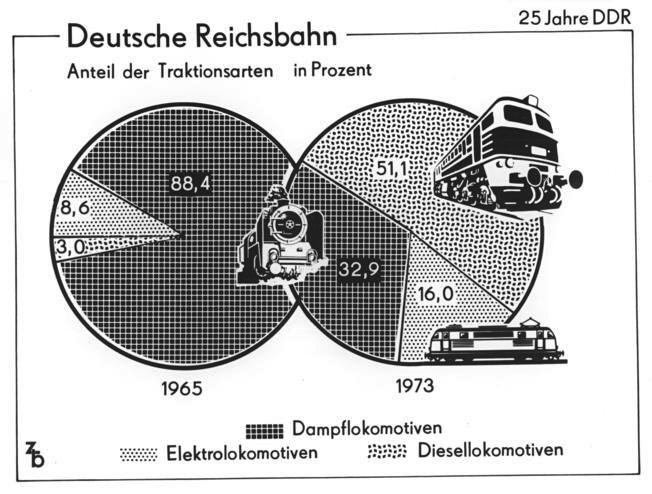 25 Jahre DDR
Deutsche Reichsbahn
Anteil der Traktionsarten in Prozent
88,4
8,6
3,0
51,1
32,9
16,0
1965
1973
Dampflokomotiven
Elektrolokomotiven
Diesellokomotiven
zb